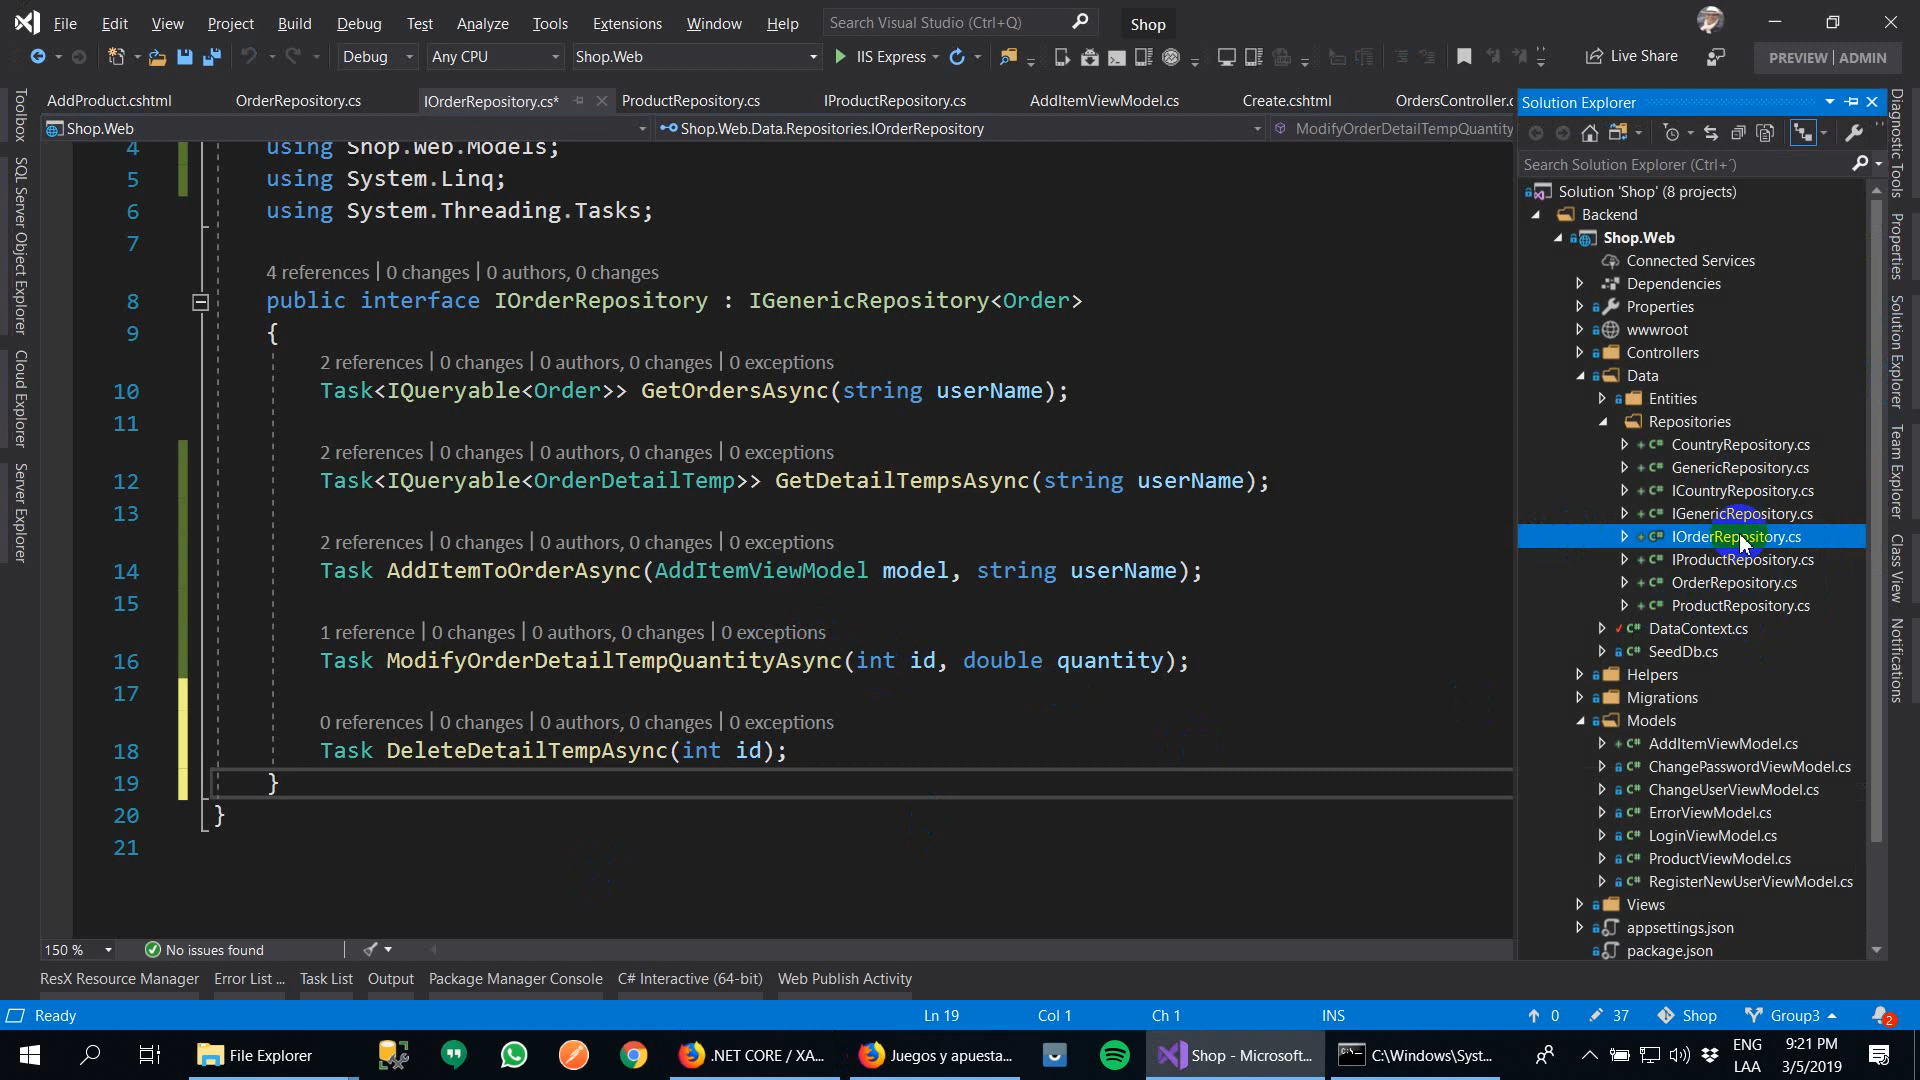 File Edit View Project Build Debug Test Analyze Tools Extensions Window Help Search Visual Studio (Ctrl+Q) Shop
Debug Any CPU Shop.Web IIS Express Live Share PREVIEW | ADMIN
AddProduct.cshtml OrderRepository.cs IOrderRepository.cs* ProductRepository.cs IProductRepository.cs AddItemViewModel.cs Create.cshtml OrdersController.c
Shop.Web Shop.Web.Data.Repositories.IOrderRepository ModifyOrderDetailTempQuantity
4 using Shop.Web.Models;
5 using System.Linq;
6 using System.Threading.Tasks;
7
4 references | 0 changes | 0 authors, 0 changes
8 public interface IOrderRepository : IGenericRepository<Order>
9 {
2 references | 0 changes | 0 authors, 0 changes | 0 exceptions
10 Task<IQueryable<Order>> GetOrdersAsync(string userName);
11
2 references | 0 changes | 0 authors, 0 changes | 0 exceptions
12 Task<IQueryable<OrderDetailTemp>> GetDetailTempsAsync(string userName);
13
2 references | 0 changes | 0 authors, 0 changes | 0 exceptions
14 Task AddItemToOrderAsync(AddItemViewModel model, string userName);
15
1 reference | 0 changes | 0 authors, 0 changes | 0 exceptions
16 Task ModifyOrderDetailTempQuantityAsync(int id, double quantity);
17
0 references | 0 changes | 0 authors, 0 changes | 0 exceptions
18 Task DeleteDetailTempAsync(int id);
19 }
20 }
21
150 % No issues found
ResX Resource Manager Error List ... Task List Output Package Manager Console C# Interactive (64-bit) Web Publish Activity
Toolbox
SQL Server Object Explorer
Cloud Explorer
Server Explorer
Solution Explorer
Search Solution Explorer (Ctrl+´)
Solution 'Shop' (8 projects)
Backend
Shop.Web
Connected Services
Dependencies
Properties
wwwroot
Controllers
Data
Entities
Repositories
C# CountryRepository.cs
C# GenericRepository.cs
C# ICountryRepository.cs
C# IGenericRepository.cs
C# IOrderRepository.cs
C# IProductRepository.cs
C# OrderRepository.cs
C# ProductRepository.cs
C# DataContext.cs
C# SeedDb.cs
Helpers
Migrations
Models
C# AddItemViewModel.cs
C# ChangePasswordViewModel.cs
C# ChangeUserViewModel.cs
C# ErrorViewModel.cs
C# LoginViewModel.cs
C# ProductViewModel.cs
C# RegisterNewUserViewModel.cs
Views
appsettings.json
package.json
Diagnostic Tools
Properties
Solution Explorer
Team Explorer
Class View
Notifications
Ready Ln 19 Col 1 Ch 1 INS 0 37 Shop Group3 2
File Explorer .NET CORE / XA... Juegos y apuesta... Shop - Microsoft... C:\Windows\Syst... ENG 9:21 PM
LAA 3/5/2019